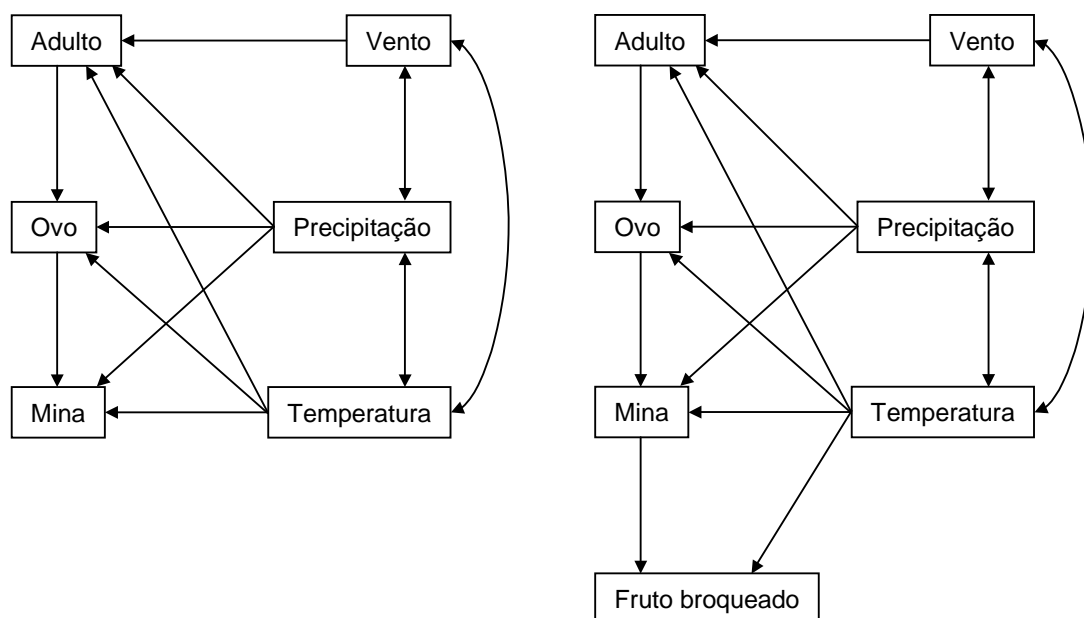 Adulto
Vento
Ovo
Precipitação
Mina
Temperatura
Adulto
Vento
Ovo
Precipitação
Mina
Temperatura
Fruto broqueado